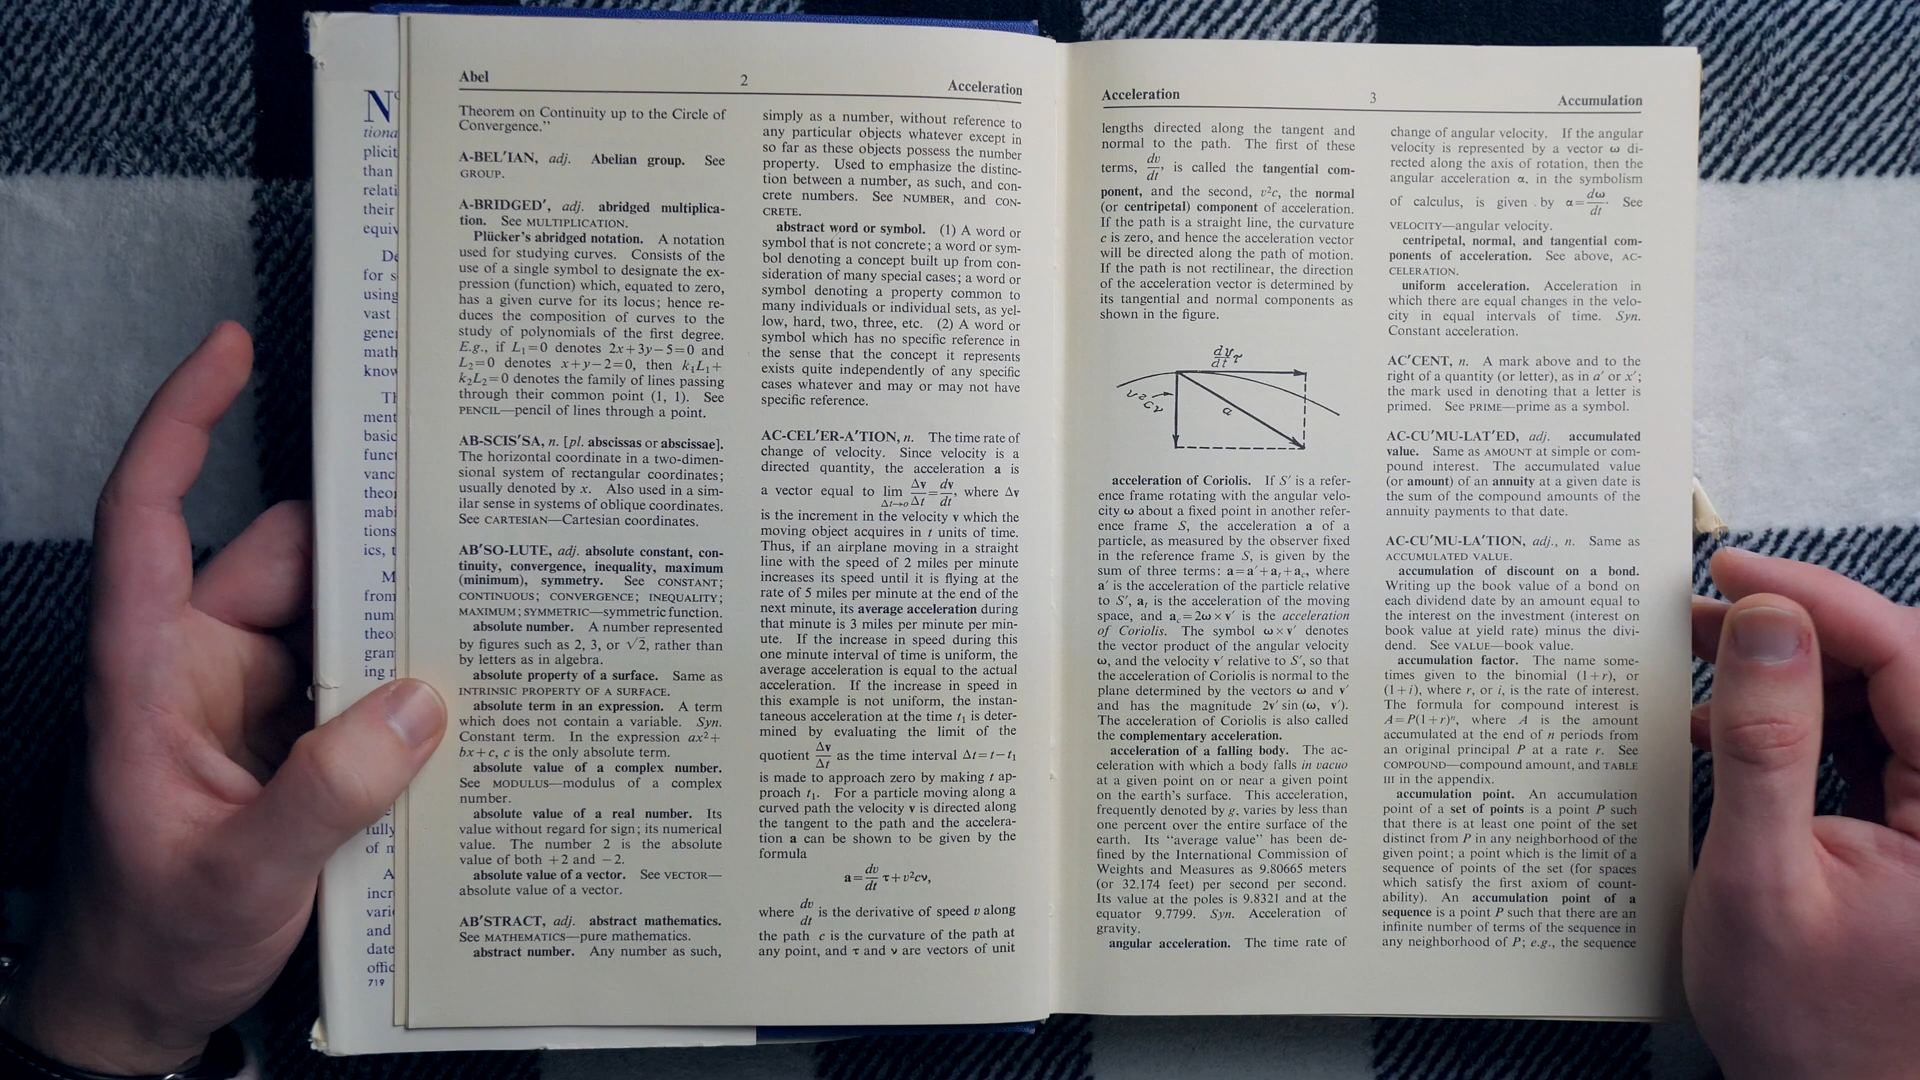 N
tiona
plicit
than
relati
their
equiv
De
for s
using
vast
gene
math
know
Th
ment
basic
funct
vanc
theor
mabi
tions
ics, t
M
from
num
theo
gran
ing r
fully
of m
A
incr
vari
and
date
offic
719
Abel 2 Acceleration
Theorem on Continuity up to the Circle of
Convergence.”
A-BEL′IAN, adj. Abelian group. See
GROUP.
A-BRIDGED′, adj. abridged multiplica-
tion. See MULTIPLICATION.
Plücker's abridged notation. A notation
used for studying curves. Consists of the
use of a single symbol to designate the ex-
pression (function) which, equated to zero,
has a given curve for its locus; hence re-
duces the composition of curves to the
study of polynomials of the first degree.
E.g., if L₁=0 denotes 2x+3y−5=0 and
L₂=0 denotes x+y−2=0, then k₁L₁+
k₂L₂=0 denotes the family of lines passing
through their common point (1, 1). See
PENCIL—pencil of lines through a point.
AB-SCIS′SA, n. [pl. abscissas or abscissae].
The horizontal coordinate in a two-dimen-
sional system of rectangular coordinates;
usually denoted by x. Also used in a sim-
ilar sense in systems of oblique coordinates.
See CARTESIAN—Cartesian coordinates.
AB′SO-LUTE, adj. absolute constant, con-
tinuity, convergence, inequality, maximum
(minimum), symmetry. See CONSTANT;
CONTINUOUS; CONVERGENCE; INEQUALITY;
MAXIMUM; SYMMETRIC—symmetric function.
absolute number. A number represented
by figures such as 2, 3, or √2, rather than
by letters as in algebra.
absolute property of a surface. Same as
INTRINSIC PROPERTY OF A SURFACE.
absolute term in an expression. A term
which does not contain a variable. Syn.
Constant term. In the expression ax²+
bx+c, c is the only absolute term.
absolute value of a complex number.
See MODULUS—modulus of a complex
number.
absolute value of a real number. Its
value without regard for sign; its numerical
value. The number 2 is the absolute
value of both +2 and −2.
absolute value of a vector. See VECTOR—
absolute value of a vector.
AB′STRACT, adj. abstract mathematics.
See MATHEMATICS—pure mathematics.
abstract number. Any number as such,
simply as a number, without reference to
any particular objects whatever except in
so far as these objects possess the number
property. Used to emphasize the distinc-
tion between a number, as such, and con-
crete numbers. See NUMBER, and CON-
CRETE.
abstract word or symbol. (1) A word or
symbol that is not concrete; a word or sym-
bol denoting a concept built up from con-
sideration of many special cases; a word or
symbol denoting a property common to
many individuals or individual sets, as yel-
low, hard, two, three, etc. (2) A word or
symbol which has no specific reference in
the sense that the concept it represents
exists quite independently of any specific
cases whatever and may or may not have
specific reference.
AC-CEL′ER-A′TION, n. The time rate of
change of velocity. Since velocity is a
directed quantity, the acceleration a is
a vector equal to lim Δt→0 Δv/Δt = dv/dt, where Δv
is the increment in the velocity v which the
moving object acquires in t units of time.
Thus, if an airplane moving in a straight
line with the speed of 2 miles per minute
increases its speed until it is flying at the
rate of 5 miles per minute at the end of the
next minute, its average acceleration during
that minute is 3 miles per minute per min-
ute. If the increase in speed during this
one minute interval of time is uniform, the
average acceleration is equal to the actual
acceleration. If the increase in speed in
this example is not uniform, the instan-
taneous acceleration at the time t₁ is deter-
mined by evaluating the limit of the
quotient Δv/Δt as the time interval Δt=t−t₁
is made to approach zero by making t ap-
proach t₁. For a particle moving along a
curved path the velocity v is directed along
the tangent to the path and the accelera-
tion a can be shown to be given by the
formula
a=dv/dt τ+v²cν,
where dv/dt is the derivative of speed v along
the path c is the curvature of the path at
any point, and τ and ν are vectors of unit
Acceleration 3 Accumulation
lengths directed along the tangent and
normal to the path. The first of these
terms, dv/dt, is called the tangential com-
ponent, and the second, v²c, the normal
(or centripetal) component of acceleration.
If the path is a straight line, the curvature
c is zero, and hence the acceleration vector
will be directed along the path of motion.
If the path is not rectilinear, the direction
of the acceleration vector is determined by
its tangential and normal components as
shown in the figure.
dv/dt τ
v²cν
a
acceleration of Coriolis. If S′ is a refer-
ence frame rotating with the angular velo-
city ω about a fixed point in another refer-
ence frame S, the acceleration a of a
particle, as measured by the observer fixed
in the reference frame S, is given by the
sum of three terms: a=a′+aₜ+a꜀, where
a′ is the acceleration of the particle relative
to S′, aₜ is the acceleration of the moving
space, and a꜀=2ω×v′ is the acceleration
of Coriolis. The symbol ω×v′ denotes
the vector product of the angular velocity
ω, and the velocity v′ relative to S′, so that
the acceleration of Coriolis is normal to the
plane determined by the vectors ω and v′
and has the magnitude 2v′ sin (ω, v′).
The acceleration of Coriolis is also called
the complementary acceleration.
acceleration of a falling body. The ac-
celeration with which a body falls in vacuo
at a given point on or near a given point
on the earth's surface. This acceleration,
frequently denoted by g, varies by less than
one percent over the entire surface of the
earth. Its “average value” has been de-
fined by the International Commission of
Weights and Measures as 9.80665 meters
(or 32.174 feet) per second per second.
Its value at the poles is 9.8321 and at the
equator 9.7799. Syn. Acceleration of
gravity.
angular acceleration. The time rate of
change of angular velocity. If the angular
velocity is represented by a vector ω di-
rected along the axis of rotation, then the
angular acceleration α, in the symbolism
of calculus, is given by α=dω/dt. See
VELOCITY—angular velocity.
centripetal, normal, and tangential com-
ponents of acceleration. See above, AC-
CELERATION.
uniform acceleration. Acceleration in
which there are equal changes in the velo-
city in equal intervals of time. Syn.
Constant acceleration.
AC′CENT, n. A mark above and to the
right of a quantity (or letter), as in a′ or x′;
the mark used in denoting that a letter is
primed. See PRIME—prime as a symbol.
AC-CU′MU-LAT′ED, adj. accumulated
value. Same as AMOUNT at simple or com-
pound interest. The accumulated value
(or amount) of an annuity at a given date is
the sum of the compound amounts of the
annuity payments to that date.
AC-CU′MU-LA′TION, adj., n. Same as
ACCUMULATED VALUE.
accumulation of discount on a bond.
Writing up the book value of a bond on
each dividend date by an amount equal to
the interest on the investment (interest on
book value at yield rate) minus the divi-
dend. See VALUE—book value.
accumulation factor. The name some-
times given to the binomial (1+r), or
(1+i), where r, or i, is the rate of interest.
The formula for compound interest is
A=P(1+r)ⁿ, where A is the amount
accumulated at the end of n periods from
an original principal P at a rate r. See
COMPOUND—compound amount, and TABLE
III in the appendix.
accumulation point. An accumulation
point of a set of points is a point P such
that there is at least one point of the set
distinct from P in any neighborhood of the
given point; a point which is the limit of a
sequence of points of the set (for spaces
which satisfy the first axiom of count-
ability). An accumulation point of a
sequence is a point P such that there are an
infinite number of terms of the sequence in
any neighborhood of P; e.g., the sequence